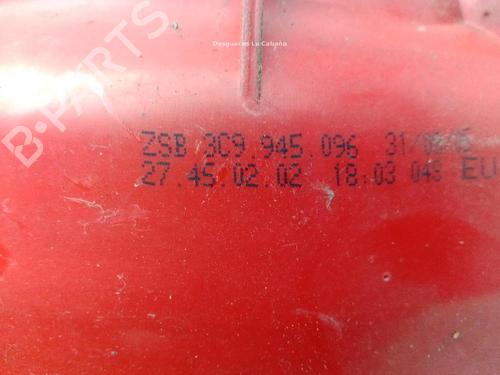 Desguaces La Cabaña
B-PARTS
ZSB 3C9 945 096
27.45.02.02 18:03 EU